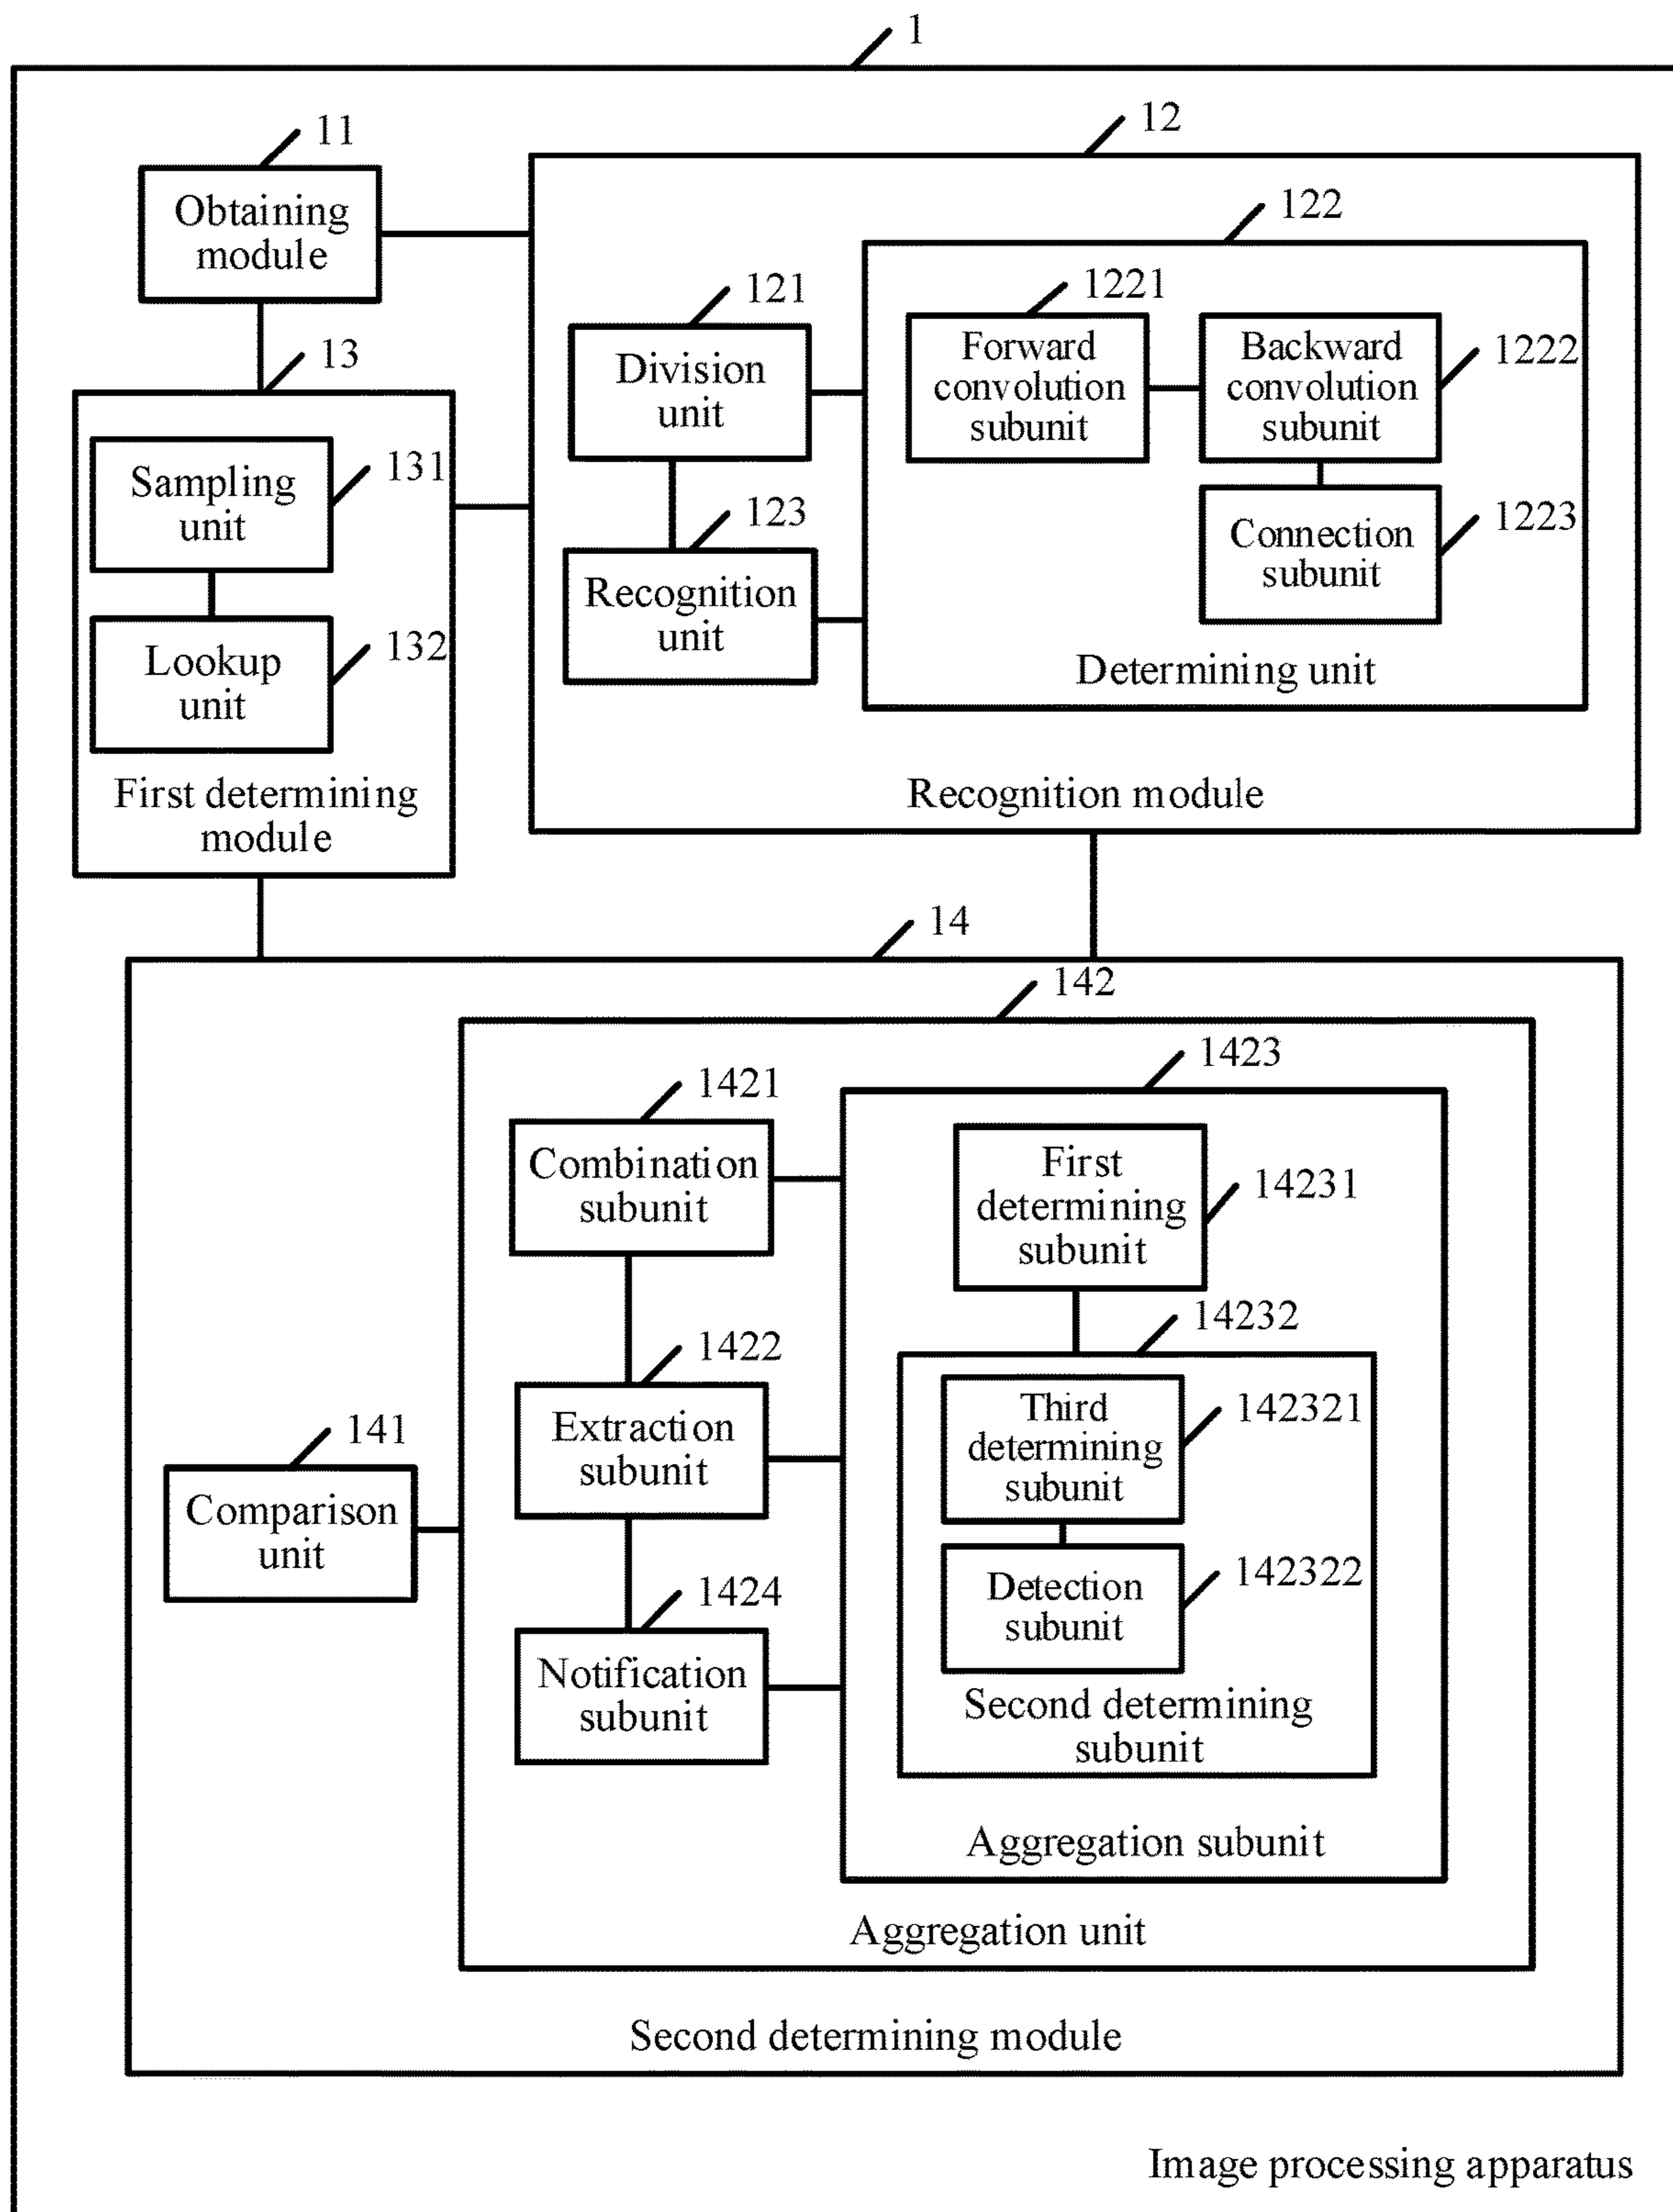 1
11
12
Obtaining
module
122
121
1221
Forward
convolution
subunit
Backward
convolution
subunit
1222
13
Division
unit
131
Sampling
unit
123
Connection
subunit
1223
Recognition
unit
132
Lookup
unit
Determining unit
First determining
module
Recognition module
14
142
1423
1421
Combination
subunit
First
determining
subunit
14231
14232
1422
Extraction
subunit
Third
determining
subunit
142321
141
Comparison
unit
Detection
subunit
142322
1424
Notification
subunit
Second determining
subunit
Aggregation subunit
Aggregation unit
Second determining module
Image processing apparatus